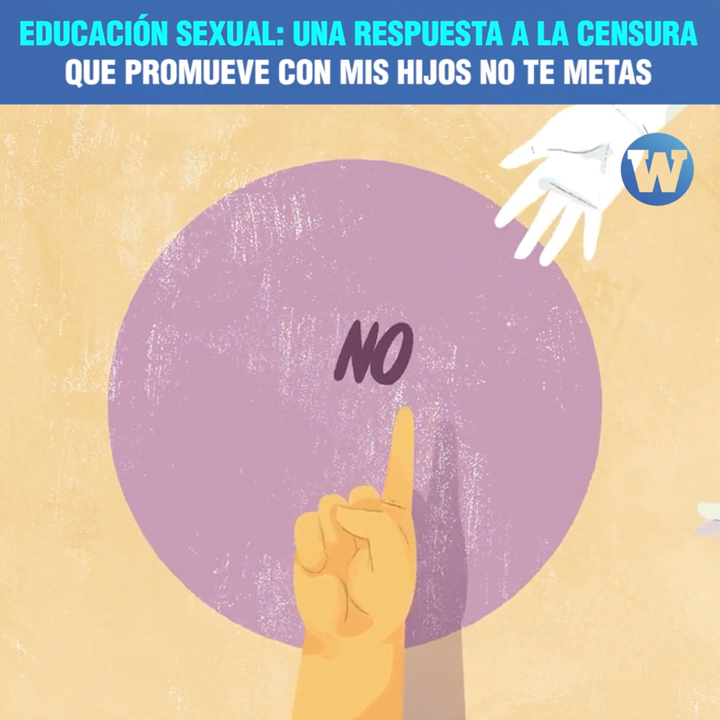 EDUCACIÓN SEXUAL: UNA RESPUESTA A LA CENSURA
QUE PROMUEVE CON MIS HIJOS NO TE METAS
W
NO